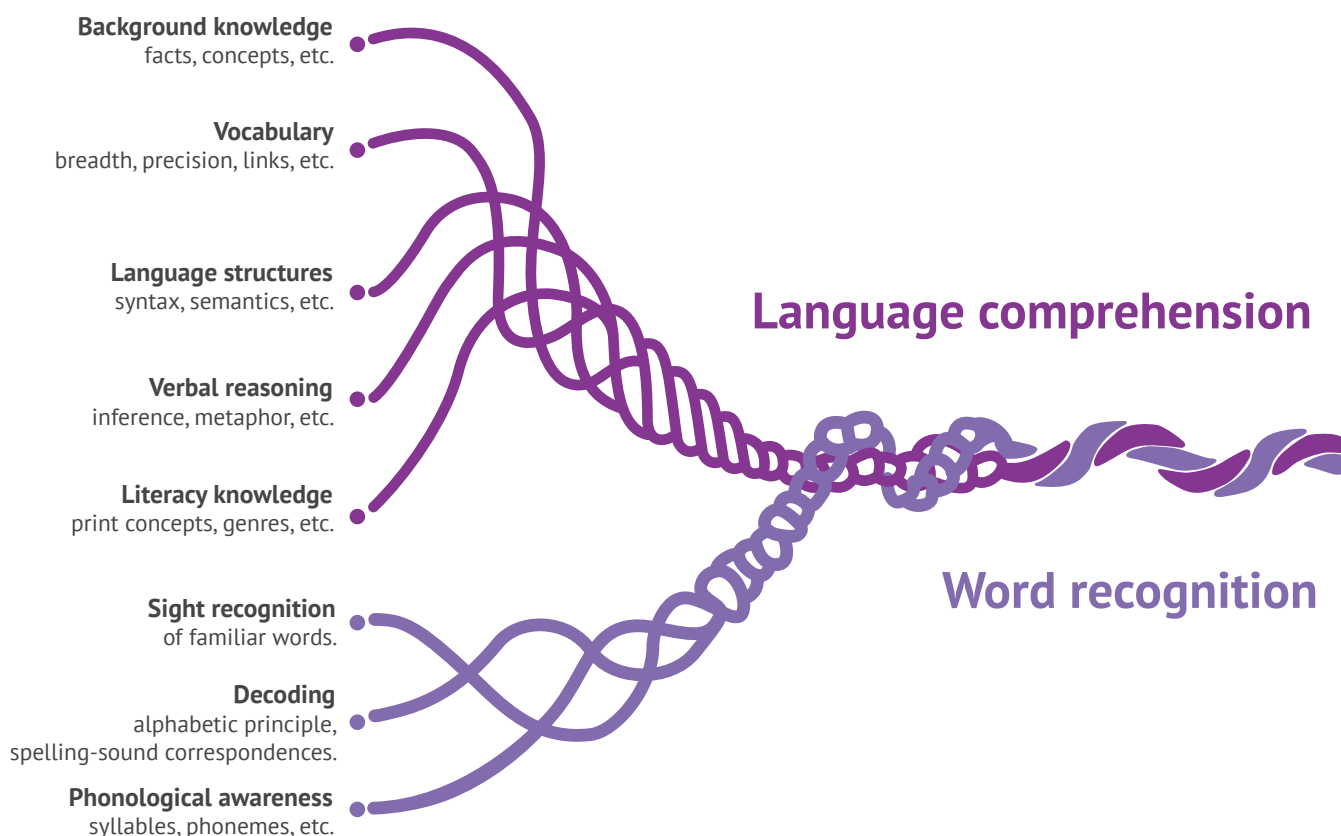 Background knowledge
facts, concepts, etc.
Vocabulary
breadth, precision, links, etc.
Language structures
syntax, semantics, etc.
Verbal reasoning
inference, metaphor, etc.
Literacy knowledge
print concepts, genres, etc.
Language comprehension
Sight recognition
of familiar words.
Decoding
alphabetic principle,
spelling-sound correspondences.
Phonological awareness
syllables, phonemes, etc.
Word recognition